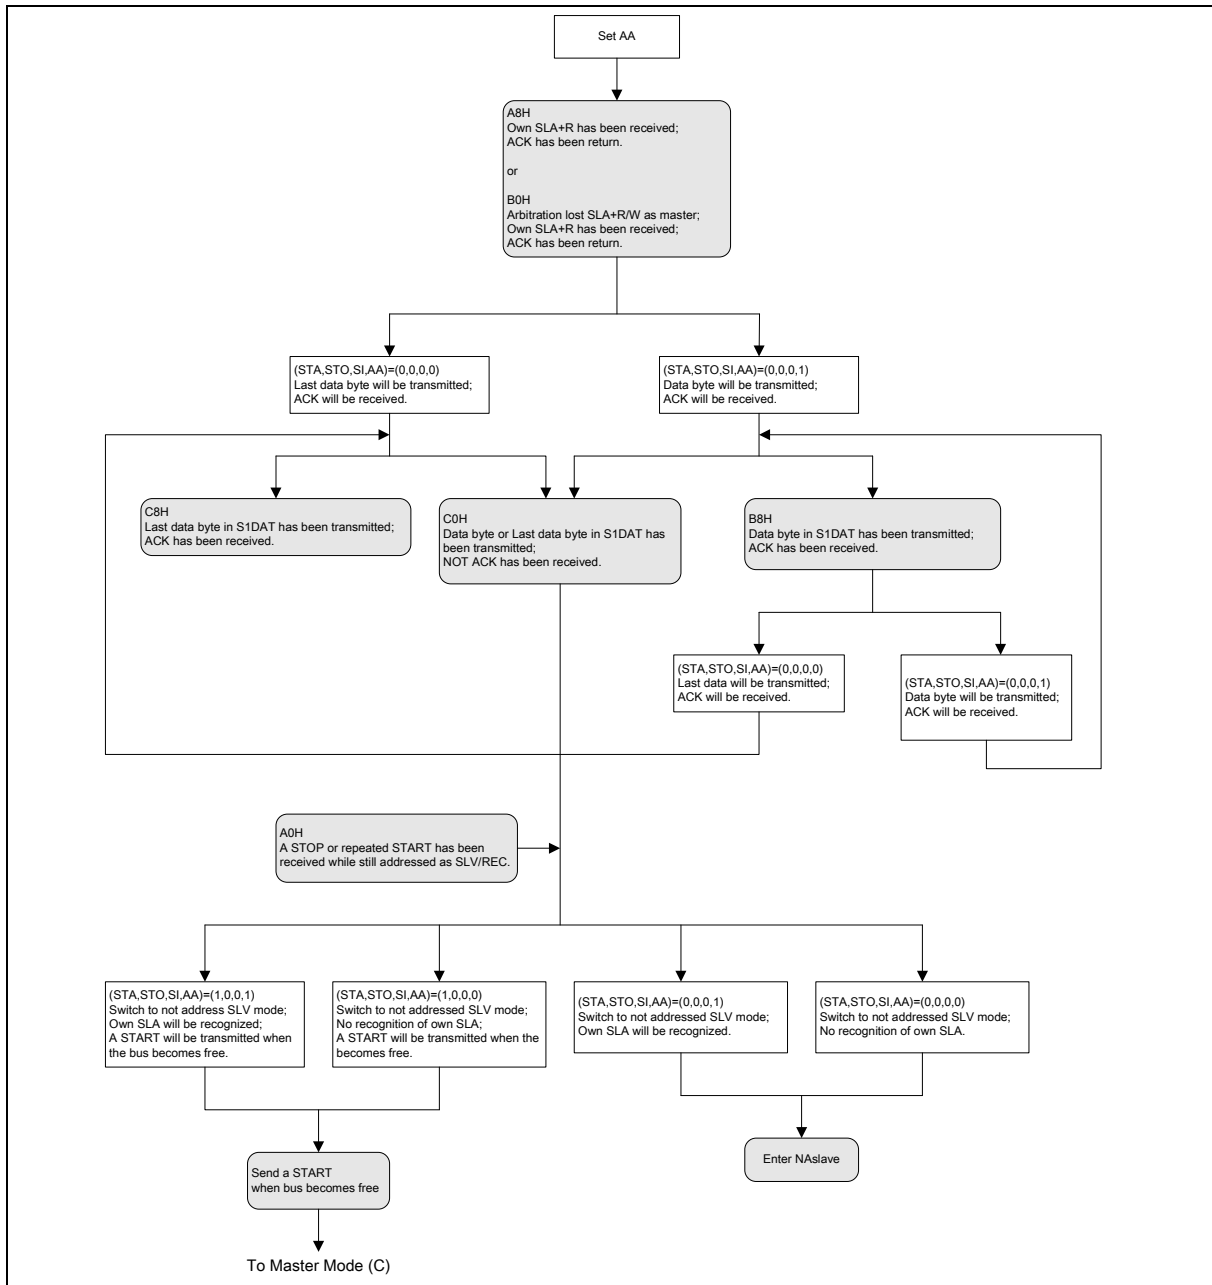 Set AA
A8H
Own SLA+R has been received;
ACK has been return.
or
B0H
Arbitration lost SLA+R/W as master;
Own SLA+R has been received;
ACK has been return.
(STA,STO,SI,AA)=(0,0,0,0)
Last data byte will be transmitted;
ACK will be received.
(STA,STO,SI,AA)=(0,0,0,1)
Data byte will be transmitted;
ACK will be received.
C8H
Last data byte in S1DAT has been transmitted;
ACK has been received.
C0H
Data byte or Last data byte in S1DAT has
been transmitted;
NOT ACK has been received.
B8H
Data byte in S1DAT has been transmitted;
ACK has been received.
(STA,STO,SI,AA)=(0,0,0,0)
Last data will be transmitted;
ACK will be received.
(STA,STO,SI,AA)=(0,0,0,1)
Data byte will be transmitted;
ACK will be received.
A0H
A STOP or repeated START has been
received while still addressed as SLV/REC.
(STA,STO,SI,AA)=(1,0,0,1)
Switch to not address SLV mode;
Own SLA will be recognized;
A START will be transmitted when
the bus becomes free.
(STA,STO,SI,AA)=(1,0,0,0)
Switch to not addressed SLV mode;
No recognition of own SLA;
A START will be transmitted when the
becomes free.
(STA,STO,SI,AA)=(0,0,0,1)
Switch to not addressed SLV mode;
Own SLA will be recognized.
(STA,STO,SI,AA)=(0,0,0,0)
Switch to not addressed SLV mode;
No recognition of own SLA.
Send a START
when bus becomes free
Enter NAslave
To Master Mode (C)